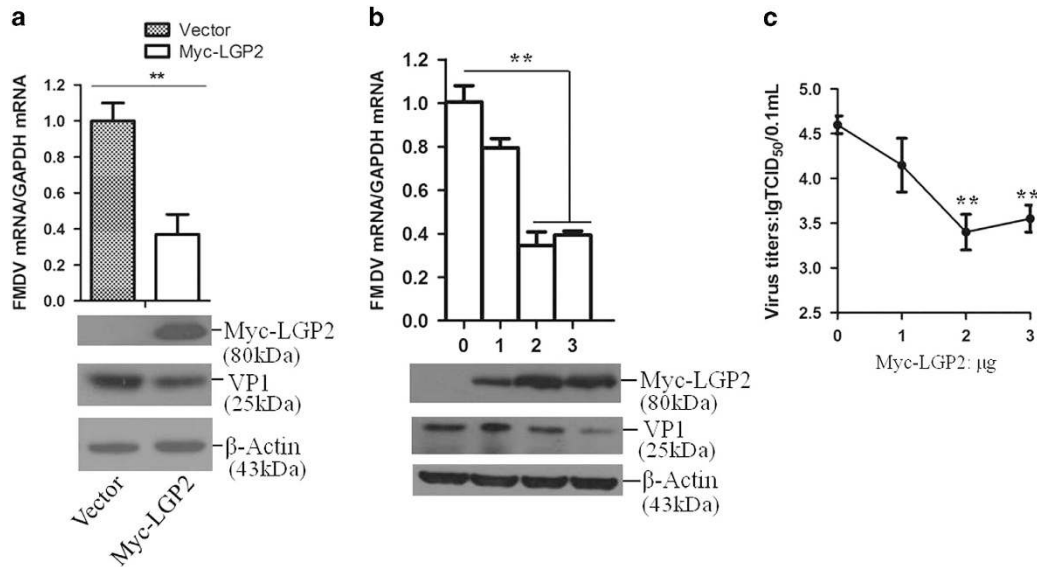 a
Vector
Myc-LGP2
**
FMDV mRNA/GAPDH mRNA
1.2
1.0
0.8
0.6
0.4
0.2
0.0
Myc-LGP2
(80kDa)
VP1
(25kDa)
β-Actin
(43kDa)
Vector
Myc-LGP2
b
**
FMDV mRNA/GAPDH mRNA
1.2
1.0
0.8
0.6
0.4
0.2
0.0
0 1 2 3
Myc-LGP2
(80kDa)
VP1
(25kDa)
β-Actin
(43kDa)
c
Virus titers:lgTCID50/0.1mL
5.0
4.5
4.0
3.5
3.0
2.5
** **
0 1 2 3
Myc-LGP2: μg